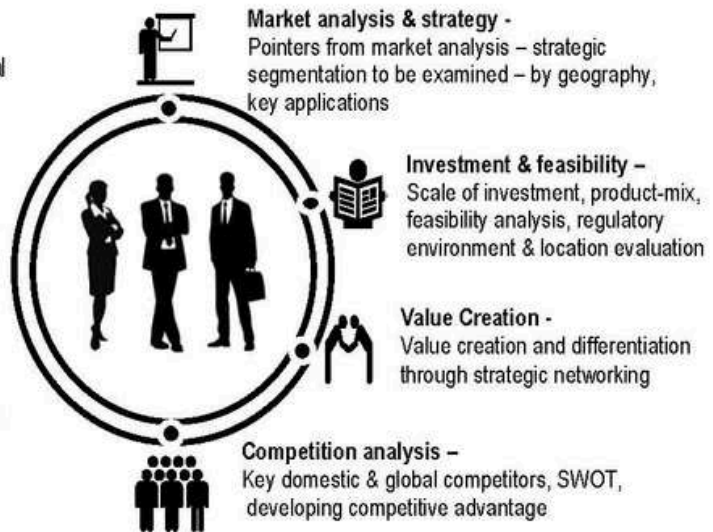 Market analysis & strategy -
Pointers from market analysis – strategic
segmentation to be examined – by geography,
key applications
Investment & feasibility –
Scale of investment, product-mix,
feasibility analysis, regulatory
environment & location evaluation
Value Creation -
Value creation and differentiation
through strategic networking
Competition analysis –
Key domestic & global competitors, SWOT,
developing competitive advantage